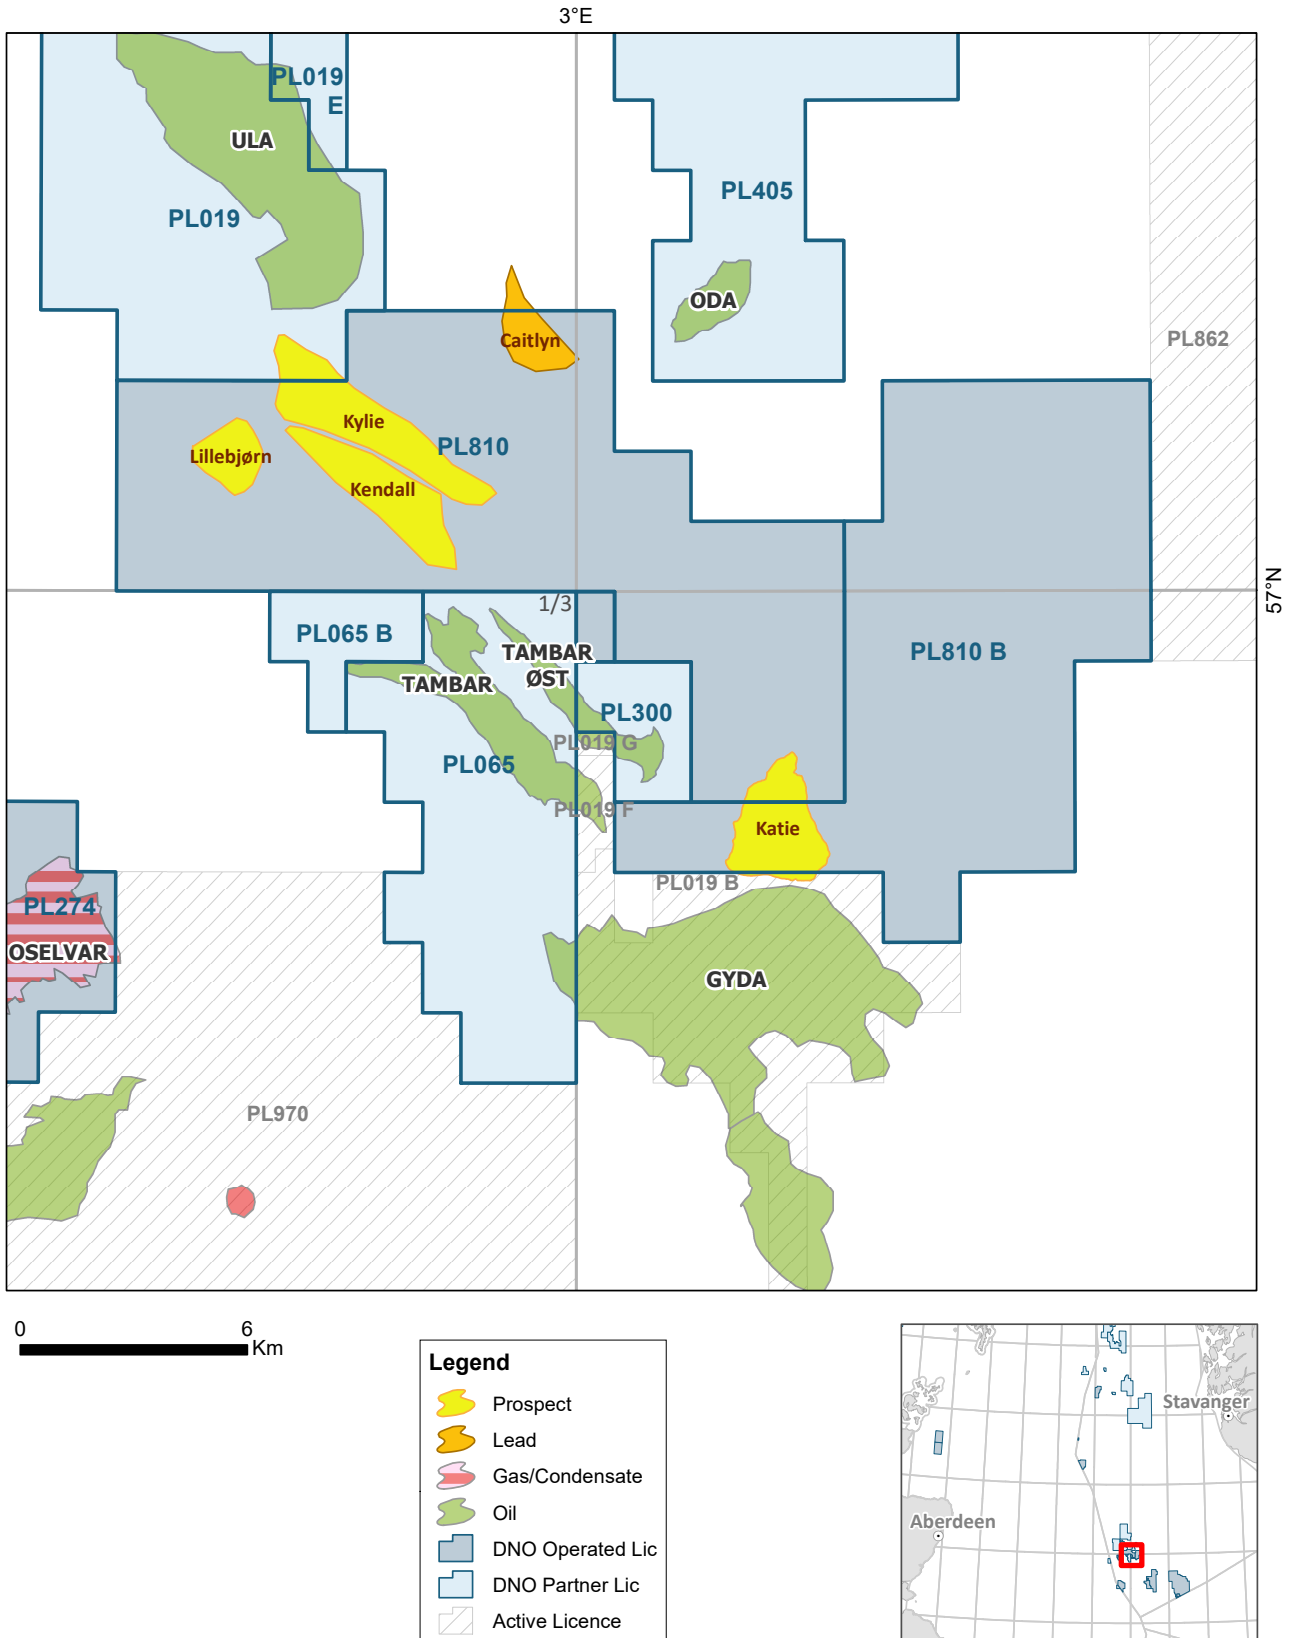 3°E
PL019
E
ULA
PL405
PL019
ODA
PL862
Caitlyn
Kylie
PL810
Lillebjørn
Kendall
57°N
1/3
PL065 B
TAMBAR
ØST
PL810 B
TAMBAR
PL300
PL019 G
PL065
PL019 F
Katie
PL019 B
PL274
OSELVAR
GYDA
PL970
0
6
Km
Legend
Prospect
Lead
Gas/Condensate
Oil
DNO Operated Lic
DNO Partner Lic
Active Licence
Stavanger
Aberdeen